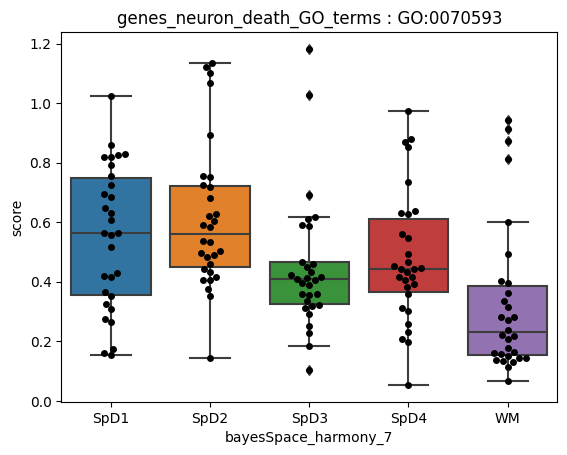 genes_neuron_death_GO_terms : GO:0070593
1.2
1.0
0.8
0.6
0.4
0.2
0.0
score
SpD1 SpD2 SpD3 SpD4 WM
bayesSpace_harmony_7